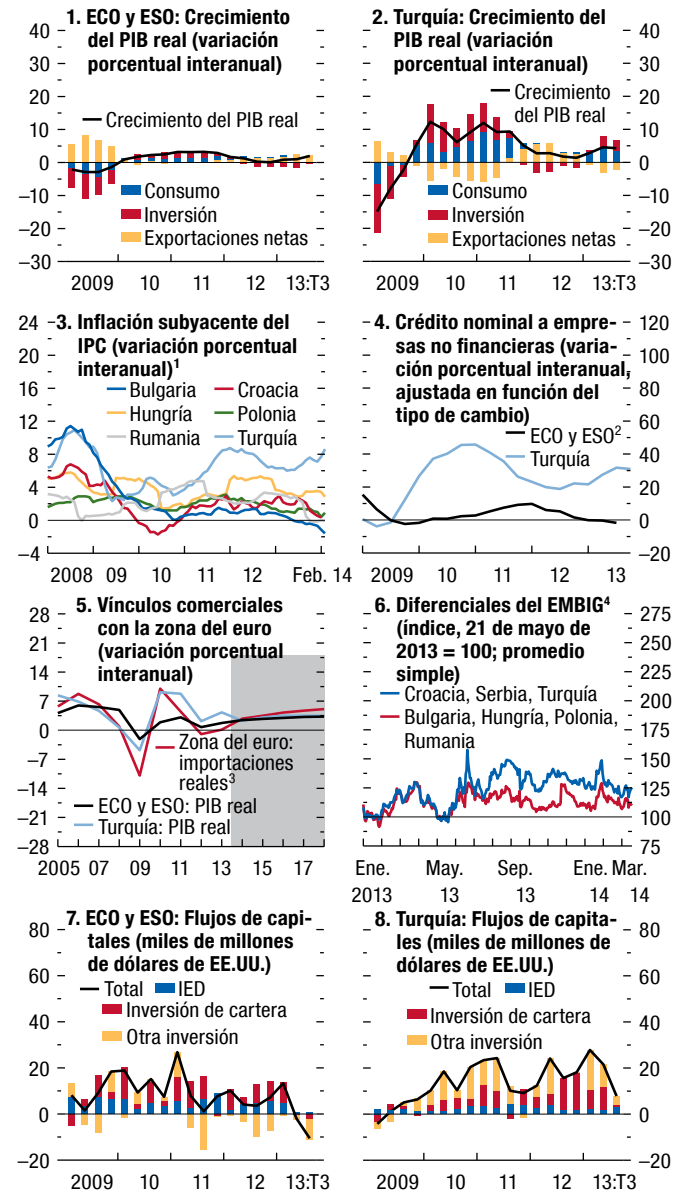 1. ECO y ESO: Crecimiento
del PIB real (variación
porcentual interanual)
40
30
20
10
0
–10
–20
–30
Crecimiento del PIB real
Consumo
Inversión
Exportaciones netas
2009 10 11 12 13:T3
2. Turquía: Crecimiento del
PIB real (variación
porcentual interanual)
40
30
20
10
0
–10
–20
–30
Crecimiento
del PIB real
Consumo
Inversión
Exportaciones netas
2009 10 11 12 13:T3
3. Inflación subyacente del
IPC (variación porcentual
interanual)1
24
20
16
12
8
4
0
–4
Bulgaria Croacia
Hungría Polonia
Rumania Turquía
2008 09 10 11 12 Feb. 14
4. Crédito nominal a empre-
sas no financieras (varia-
ción porcentual interanual,
ajustada en función del
tipo de cambio)
120
100
80
60
40
20
0
–20
ECO y ESO2
Turquía
2009 10 11 12 13
5. Vínculos comerciales
con la zona del euro
(variación porcentual
interanual)
28
21
14
7
0
–7
–14
–21
–28
Zona del euro:
importaciones
reales3
ECO y ESO: PIB real
Turquía: PIB real
2005 07 09 11 13 15 17
6. Diferenciales del EMBIG4
(índice, 21 de mayo de
2013 = 100; promedio
simple)
275
250
225
200
175
150
125
100
75
Croacia, Serbia, Turquía
Bulgaria, Hungría, Polonia,
Rumania
Ene. May. Sep. Ene. Mar.
2013 13 13 14 14
7. ECO y ESO: Flujos de capi-
tales (miles de millones
de dólares de EE.UU.)
80
60
40
20
0
–20
Total IED
Inversión de cartera
Otra inversión
2009 10 11 12 13:T3
8. Turquía: Flujos de capita-
les (miles de millones de
dólares de EE.UU.)
80
60
40
20
0
–20
Total IED
Inversión de cartera
Otra inversión
2009 10 11 12 13:T3